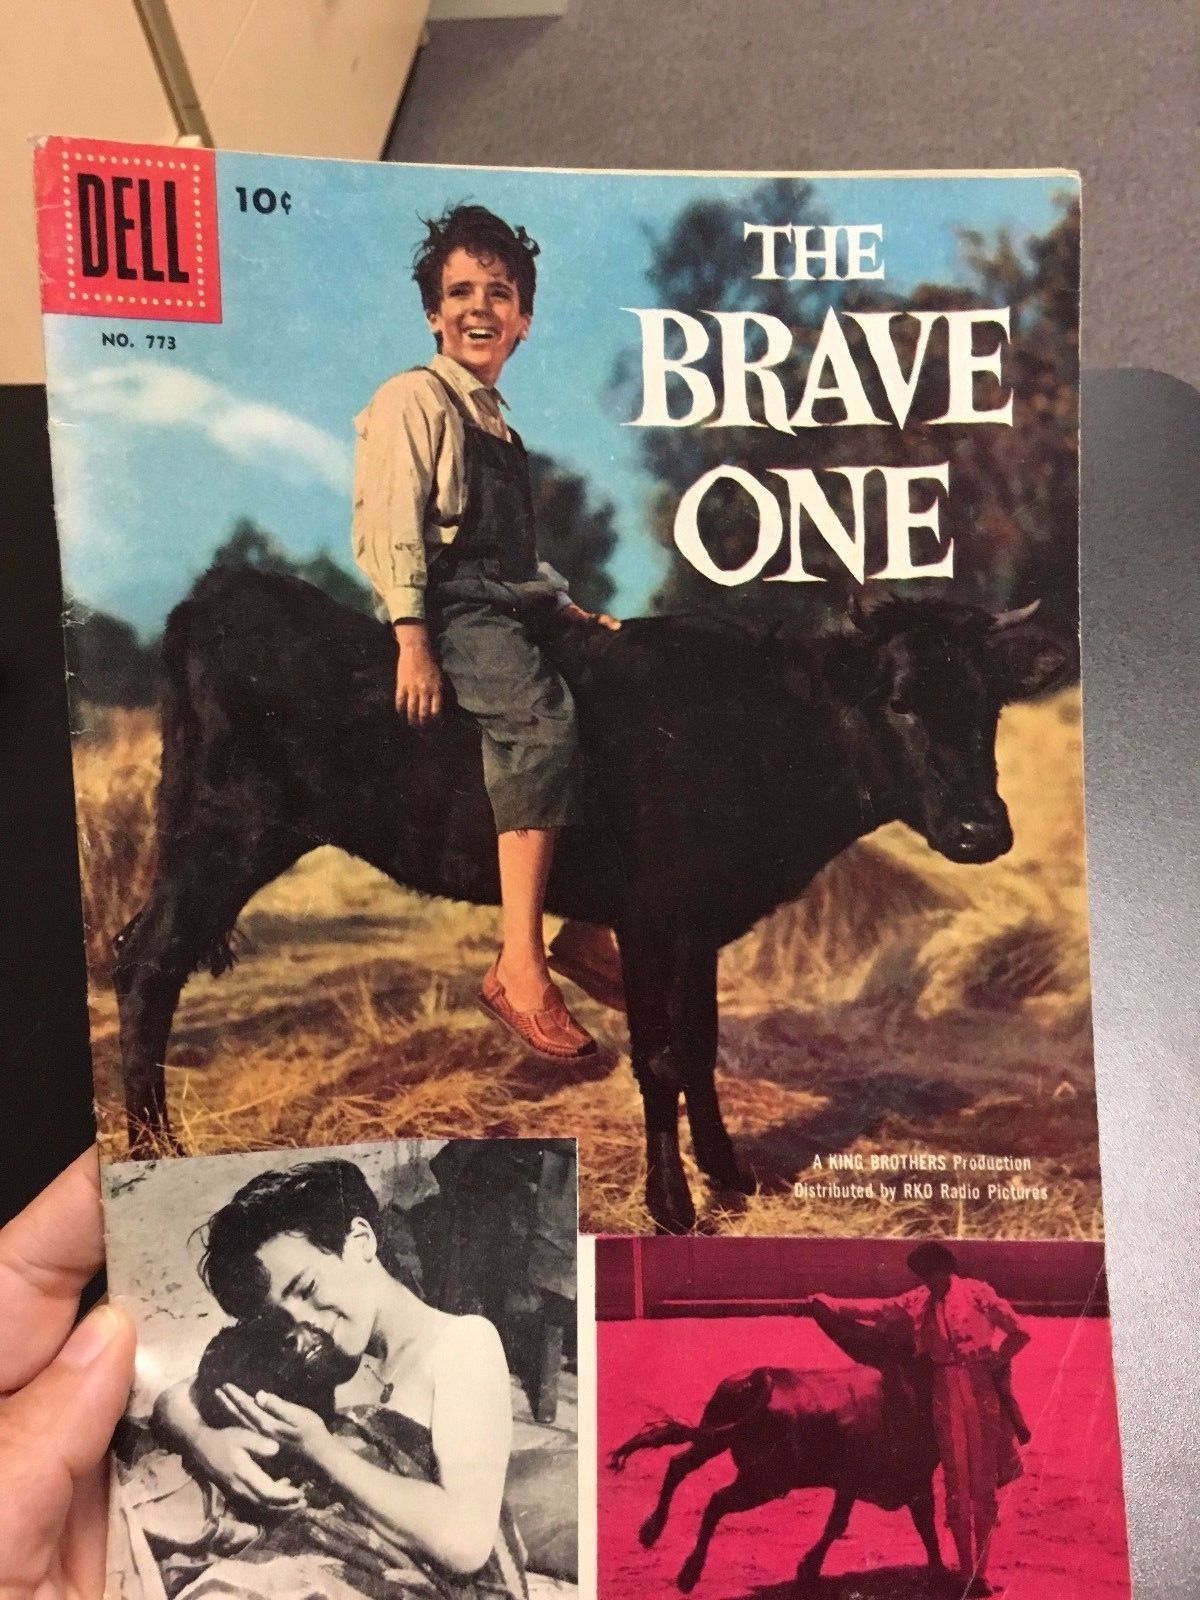 DELL
10¢
NO. 773
THE
BRAVE
ONE
A KING BROTHERS Production
Distributed by RKO Radio Pictures